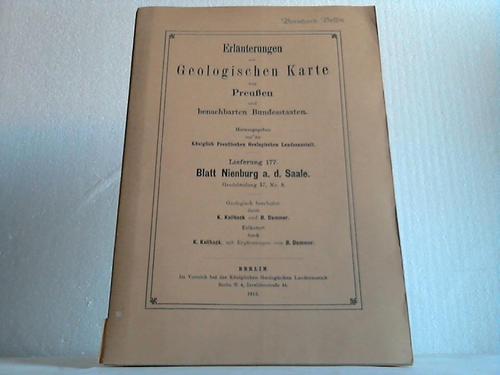 Bernhard Bellin
Erläuterungen
zur
Geologischen Karte
von
Preußen
und
benachbarten Bundesstaaten.
Herausgegeben
von der
Königlich Preußischen Geologischen Landesanstalt.
Lieferung 177.
Blatt Nienburg a. d. Saale.
Gradabteilung 57, No. 8.
Geologisch bearbeitet
durch
K. Keilhack und B. Dammer.
Erläutert
durch
K. Keilhack, mit Ergänzungen von B. Dammer.
BERLIN
Im Vertrieb bei der Königlichen Geologischen Landesanstalt
Berlin N 4, Invalidenstraße 44.